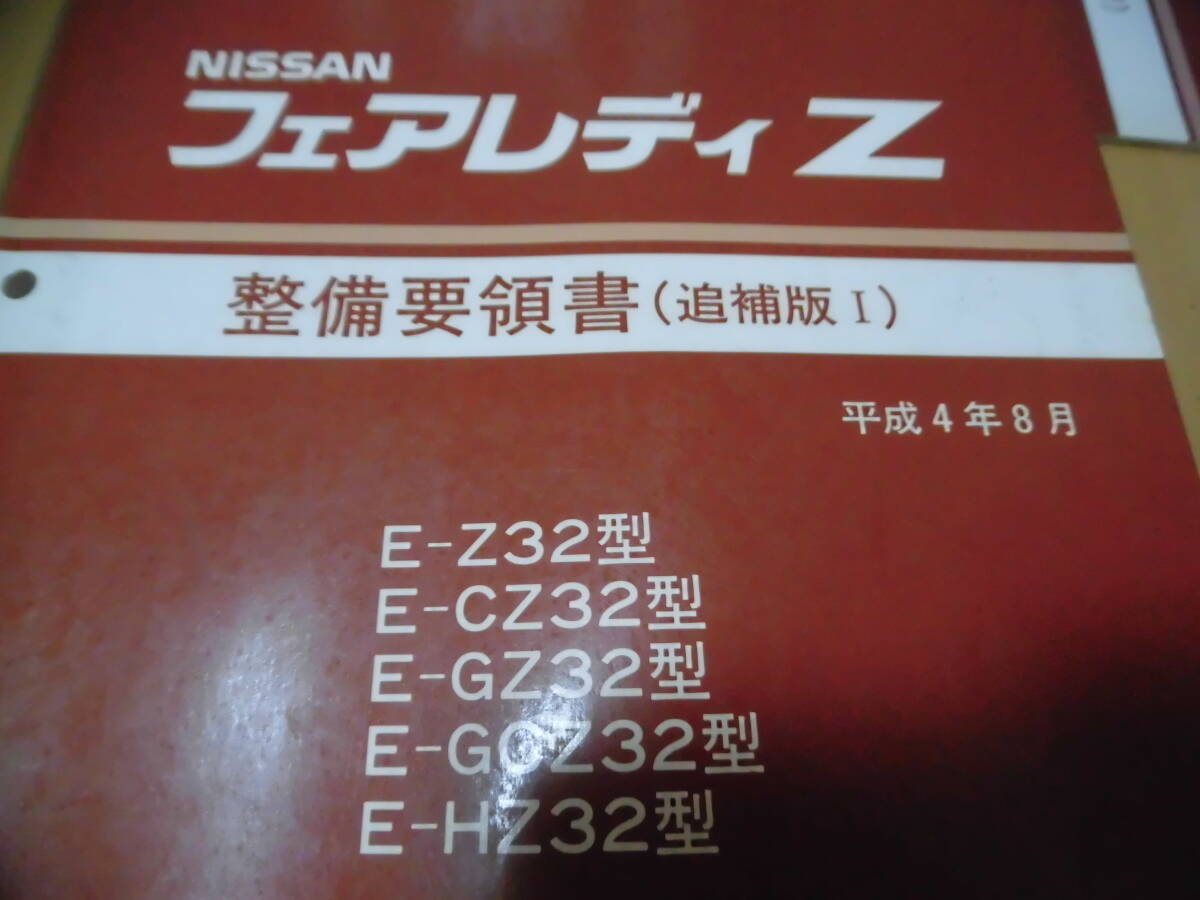 NISSAN
フェアレディ Z
整備要領書(追補版 I)
平成4年8月
E-Z32型
E-CZ32型
E-GZ32型
E-GCZ32型
E-HZ32型